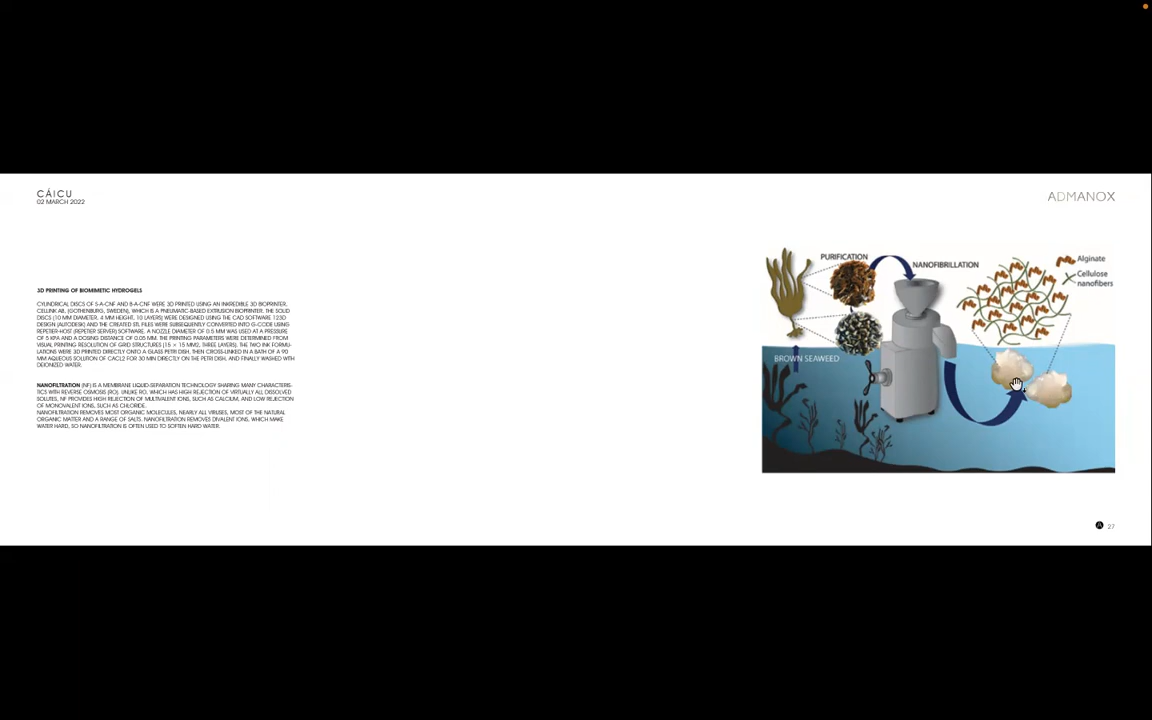 CÁICU
02 MARCH 2022
ADMANOX
3D PRINTING OF BIOMIMETIC HYDROGELS
CYLINDRICAL DISCS OF S-A-CNF AND B-A-CNF WERE 3D PRINTED USING AN INKREDIBLE 3D BIOPRINTER,
CELLINK AB, (GOTHENBURG, SWEDEN), WHICH IS A PNEUMATIC-BASED EXTRUSION BIOPRINTER. THE SOLID
DISCS (10 MM DIAMETER, 4 MM HEIGHT, 10 LAYERS) WERE DESIGNED USING THE CAD SOFTWARE 123D
DESIGN (AUTODESK) AND THE CREATED STL FILES WERE SUBSEQUENTLY CONVERTED INTO G-CODE USING
REPETIER-HOST (REPETIER SERVER) SOFTWARE. A NOZZLE DIAMETER OF 0.5 MM WAS USED AT A PRESSURE
OF 5 KPA AND A DOSING DISTANCE OF 0.05 MM. THE PRINTING PARAMETERS WERE DETERMINED FROM
VISUAL PRINTING RESOLUTION OF GRID STRUCTURES (15 × 15 MM2, THREE LAYERS). THE TWO INK FORMU-
LATIONS WERE 3D PRINTED DIRECTLY ONTO A GLASS PETRI DISH, THEN CROSS-LINKED IN A BATH OF A 90
MM AQUEOUS SOLUTION OF CACL2 FOR 30 MIN DIRECTLY ON THE PETRI DISH, AND FINALLY WASHED WITH
DEIONIZED WATER.
NANOFILTRATION (NF) IS A MEMBRANE LIQUID-SEPARATION TECHNOLOGY SHARING MANY CHARACTERIS-
TICS WITH REVERSE OSMOSIS (RO). UNLIKE RO, WHICH HAS HIGH REJECTION OF VIRTUALLY ALL DISSOLVED
SOLUTES, NF PROVIDES HIGH REJECTION OF MULTIVALENT IONS, SUCH AS CALCIUM, AND LOW REJECTION
OF MONOVALENT IONS, SUCH AS CHLORIDE.
NANOFILTRATION REMOVES MOST ORGANIC MOLECULES, NEARLY ALL VIRUSES, MOST OF THE NATURAL
ORGANIC MATTER AND A RANGE OF SALTS. NANOFILTRATION REMOVES DIVALENT IONS, WHICH MAKE
WATER HARD, SO NANOFILTRATION IS OFTEN USED TO SOFTEN HARD WATER.
PURIFICATION
NANOFIBRILLATION
Alginate
Cellulose
nanofibers
BROWN SEAWEED
27